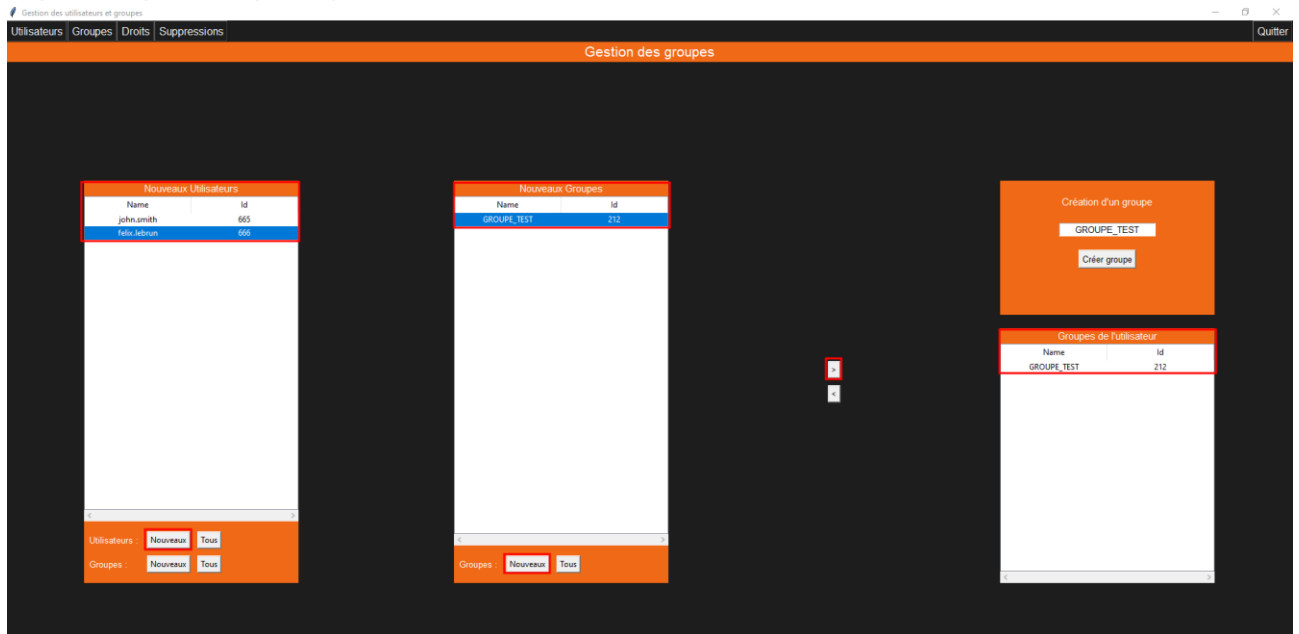 Gestion des utilisateurs et groupes
Utilisateurs Groupes Droits Suppressions Quitter
Gestion des groupes
Nouveaux Utilisateurs
Name Id
john.smith 665
felix.lebrun 666
Utilisateurs : Nouveaux Tous
Groupes : Nouveaux Tous
Nouveaux Groupes
Name Id
GROUPE_TEST 212
Groupes : Nouveaux Tous
>
<
Création d'un groupe
GROUPE_TEST
Créer groupe
Groupes de l'utilisateur
Name Id
GROUPE_TEST 212